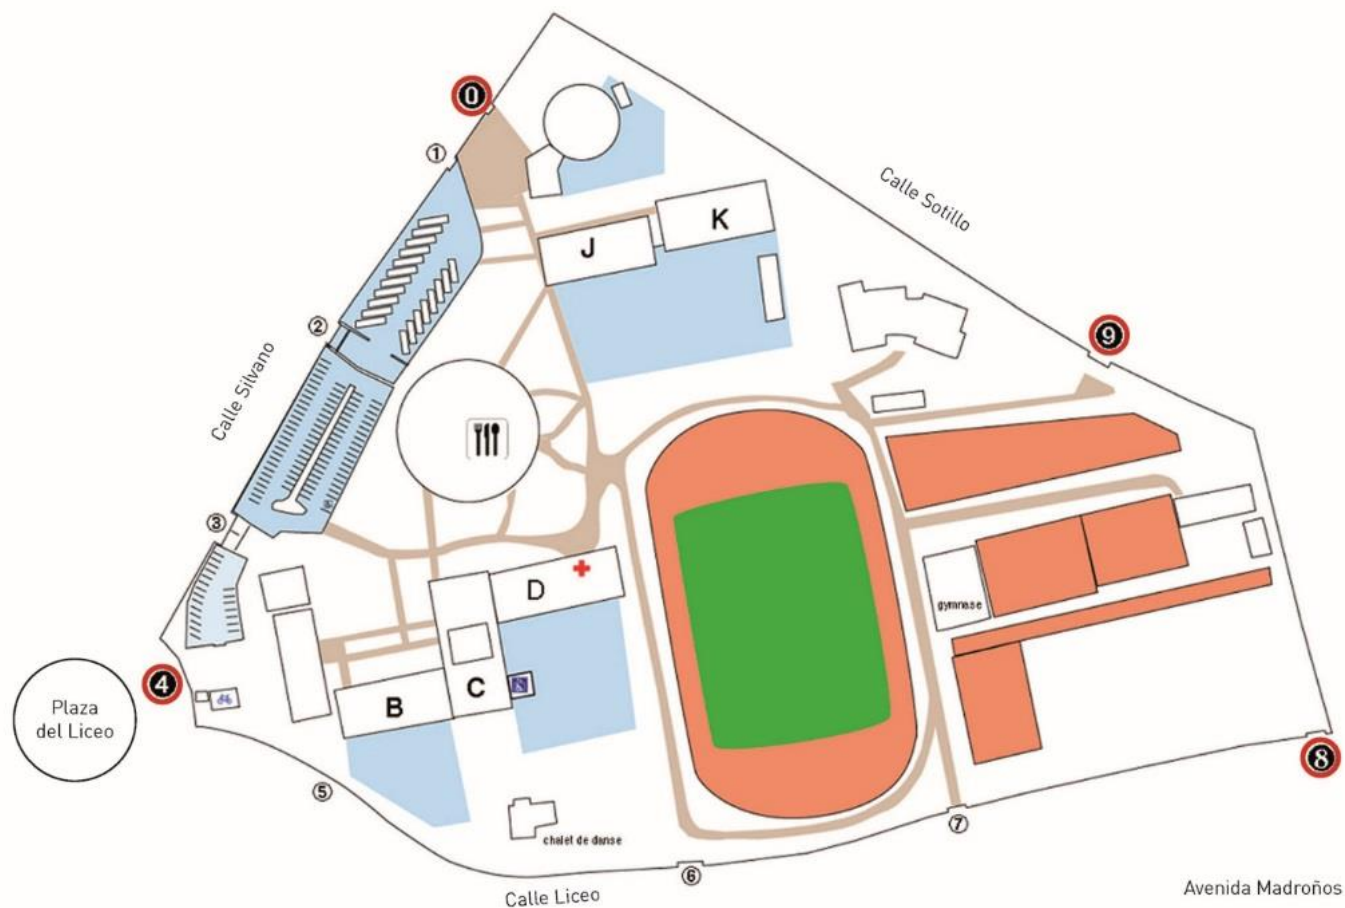 0
1
Calle Sotillo
K
J
2
9
Calle Silvano
3
D
gymnase
4
Plaza
del Liceo
C
B
8
5
7
chalet de danse
6
Calle Liceo
Avenida Madroños